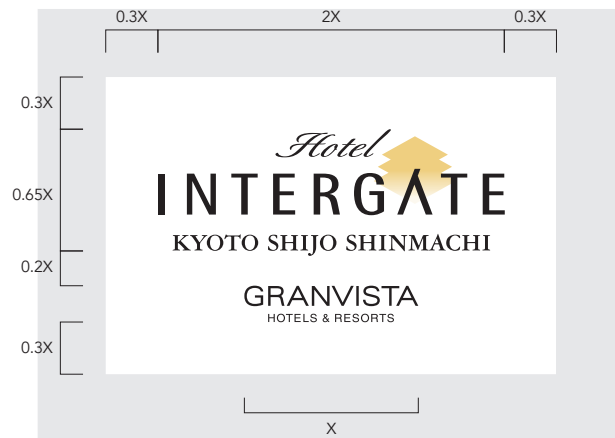 0.3X 2X 0.3X
0.3X
Hotel
0.65X
INTERGATE
KYOTO SHIJO SHINMACHI
0.2X
GRANVISTA
HOTELS & RESORTS
0.3X
X